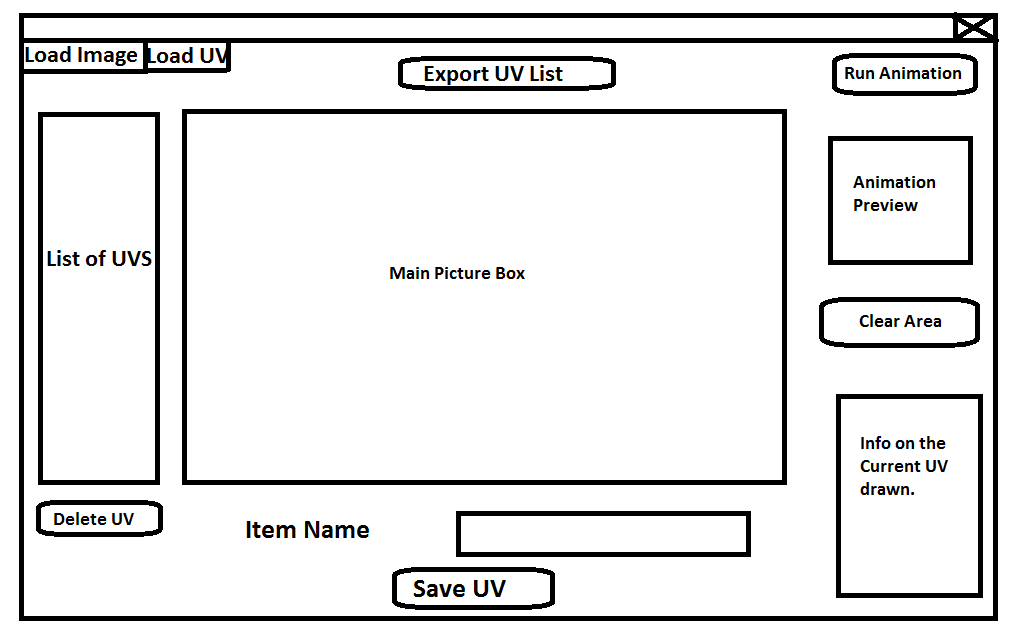 Load Image
Load UV
Export UV List
Run Animation
List of UVS
Main Picture Box
Animation
Preview
Clear Area
Info on the
Current UV
drawn.
Delete UV
Item Name
Save UV